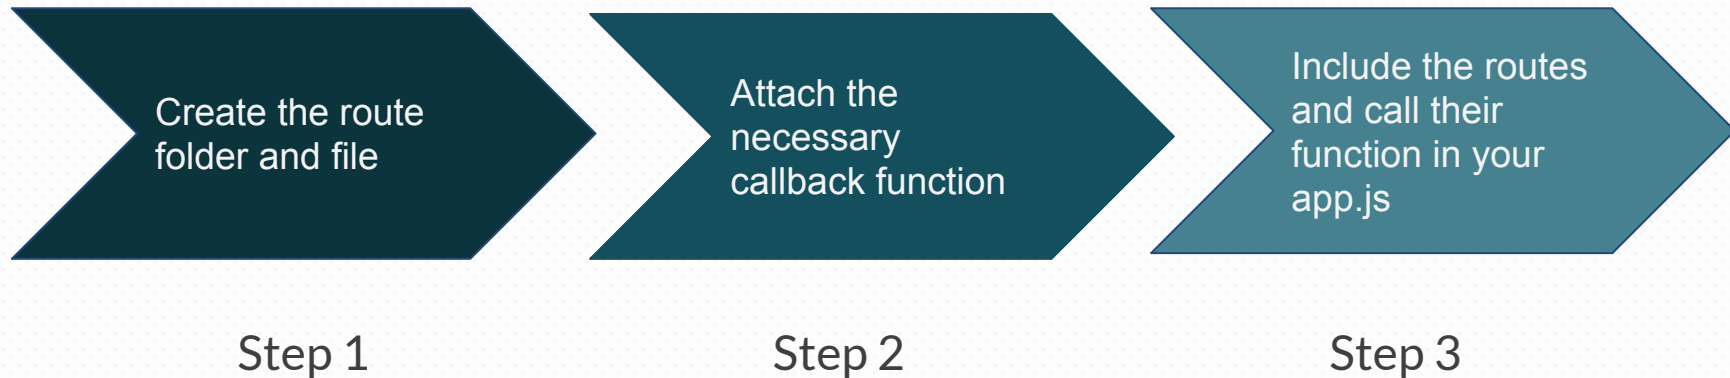 Create the route
folder and file
Attach the
necessary
callback function
Include the routes
and call their
function in your
app.js
Step 1
Step 2
Step 3